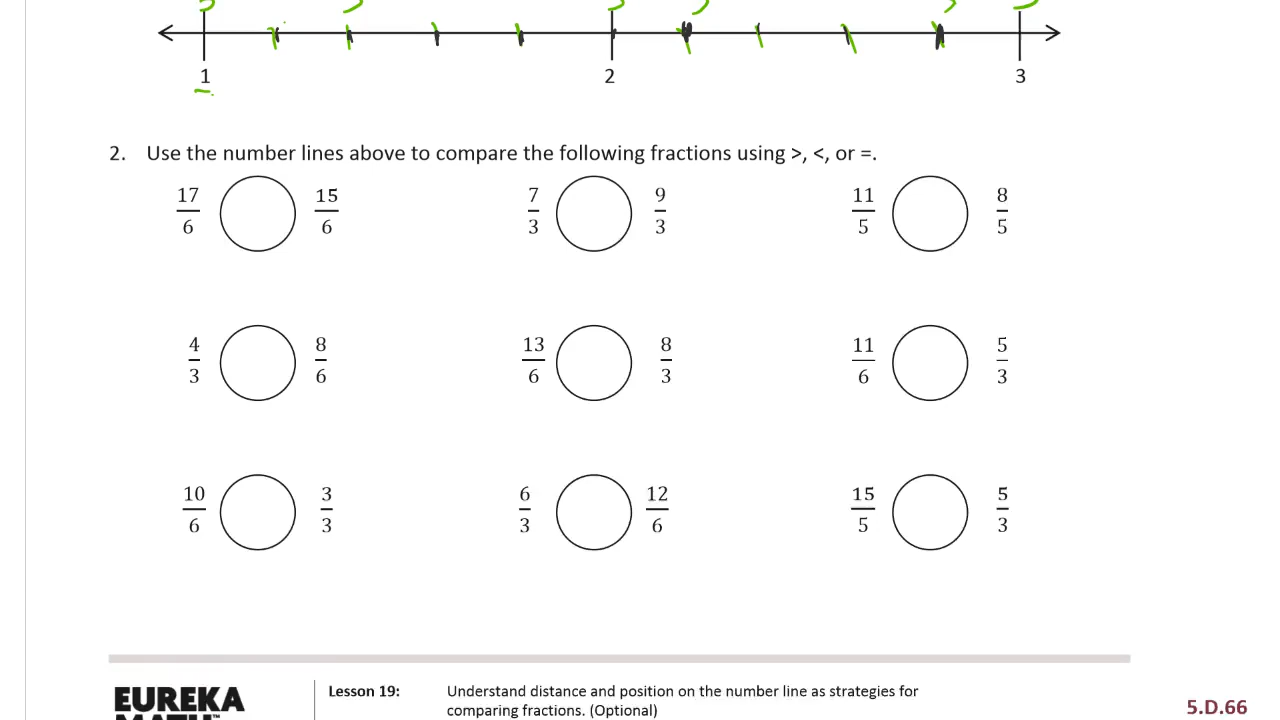 1 2 3
2. Use the number lines above to compare the following fractions using >, <, or =.
17/6 15/6 7/3 9/3 11/5 8/5
4/3 8/6 13/6 8/3 11/6 5/3
10/6 3/3 6/3 12/6 15/5 5/3
EUREKA MATH™
Lesson 19: Understand distance and position on the number line as strategies for
comparing fractions. (Optional)
5.D.66